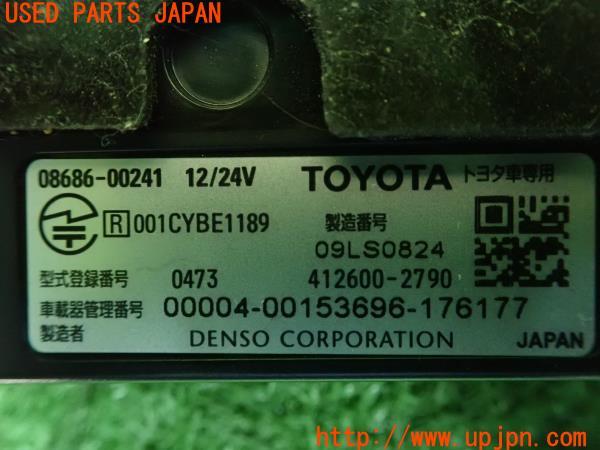 USED PARTS JAPAN
08686-00241 12/24V TOYOTA トヨタ車専用
R 001CYBE1189 製造番号
09LS0824
型式登録番号 0473 412600-2790
車載器管理番号 00004-00153696-176177
製造者 DENSO CORPORATION JAPAN
UPJ
http://www.upjpn.com/